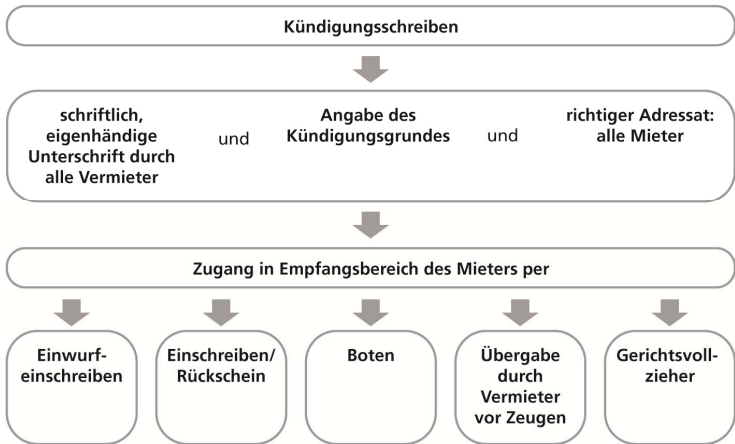 Kündigungsschreiben
schriftlich,
eigenhändige
Unterschrift durch
alle Vermieter
und
Angabe des
Kündigungsgrundes
und
richtiger Adressat:
alle Mieter
Zugang in Empfangsbereich des Mieters per
Einwurf-
einschreiben
Einschreiben/
Rückschein
Boten
Übergabe
durch
Vermieter
vor Zeugen
Gerichtsvoll-
zieher